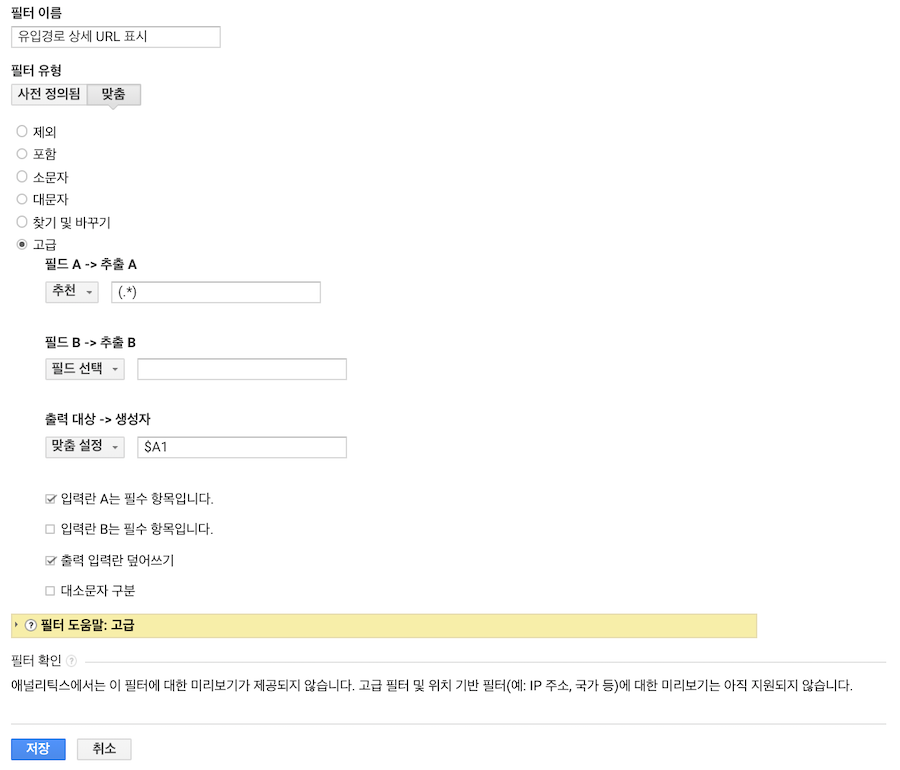 필터 이름
유입경로 상세 URL 표시
필터 유형
사전 정의됨 맞춤
제외
포함
소문자
대문자
찾기 및 바꾸기
고급
필드 A -> 추출 A
추천 (.*)
필드 B -> 추출 B
필드 선택
출력 대상 -> 생성자
맞춤 설정 $A1
입력란 A는 필수 항목입니다.
입력란 B는 필수 항목입니다.
출력 입력란 덮어쓰기
대소문자 구분
? 필터 도움말: 고급
필터 확인 ?
애널리틱스에서는 이 필터에 대한 미리보기가 제공되지 않습니다. 고급 필터 및 위치 기반 필터(예: IP 주소, 국가 등)에 대한 미리보기는 아직 지원되지 않습니다.
저장 취소